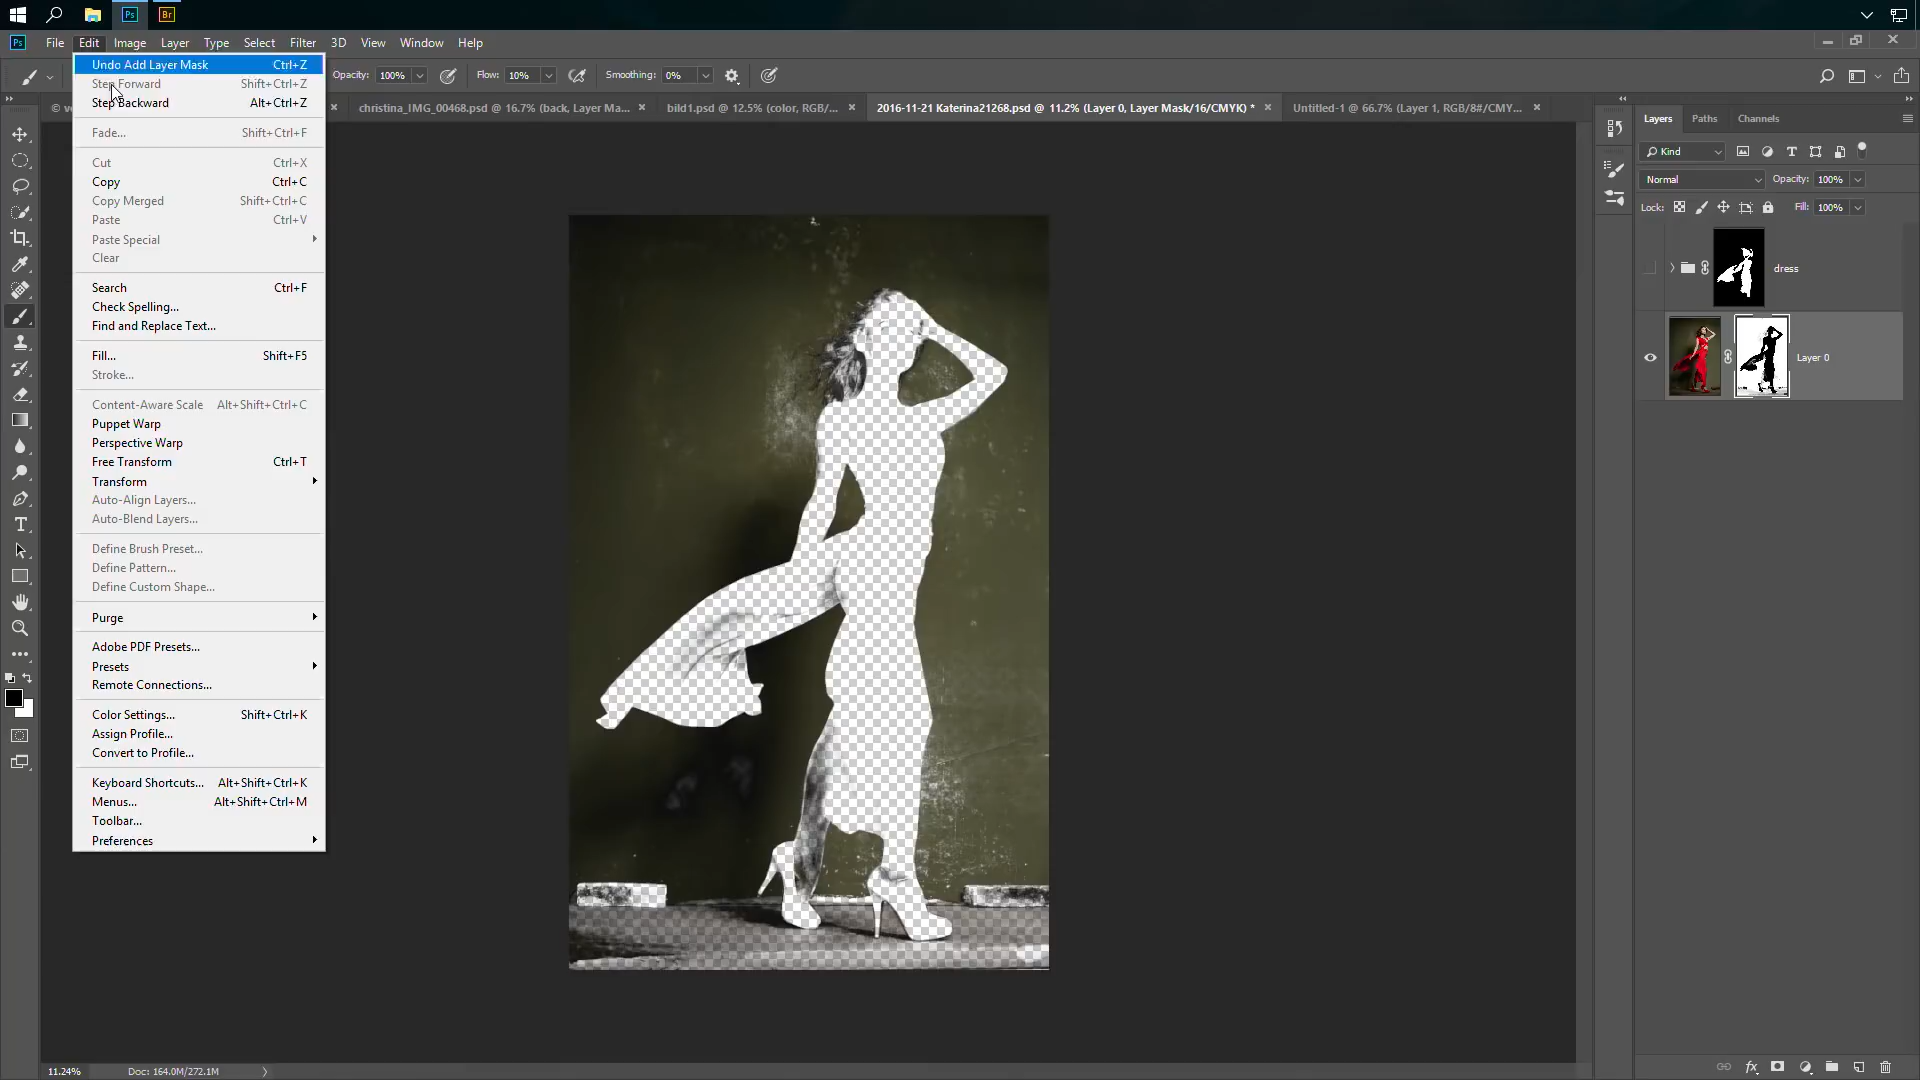 Ps
Br
Ps
File
Edit
Image
Layer
Type
Select
Filter
3D
View
Window
Help
Opacity: 100%
Flow: 10%
Smoothing: 0%
christina_IMG_00468.psd @ 16.7% (back, Layer Ma...
bild1.psd @ 12.5% (color, RGB/...
2016-11-21 Katerina21268.psd @ 11.2% (Layer 0, Layer Mask/16/CMYK) *
Untitled-1 @ 66.7% (Layer 1, RGB/8#/CMY...
Undo Add Layer Mask Ctrl+Z
Step Forward Shift+Ctrl+Z
Step Backward Alt+Ctrl+Z
Fade... Shift+Ctrl+F
Cut Ctrl+X
Copy Ctrl+C
Copy Merged Shift+Ctrl+C
Paste Ctrl+V
Paste Special
Clear
Search Ctrl+F
Check Spelling...
Find and Replace Text...
Fill... Shift+F5
Stroke...
Content-Aware Scale Alt+Shift+Ctrl+C
Puppet Warp
Perspective Warp
Free Transform Ctrl+T
Transform
Auto-Align Layers...
Auto-Blend Layers...
Define Brush Preset...
Define Pattern...
Define Custom Shape...
Purge
Adobe PDF Presets...
Presets
Remote Connections...
Color Settings... Shift+Ctrl+K
Assign Profile...
Convert to Profile...
Keyboard Shortcuts... Alt+Shift+Ctrl+K
Menus... Alt+Shift+Ctrl+M
Toolbar...
Preferences
Layers
Paths
Channels
Kind
Normal
Opacity: 100%
Lock:
Fill: 100%
dress
Layer 0
11.24%
Doc: 164.0M/272.1M
fx